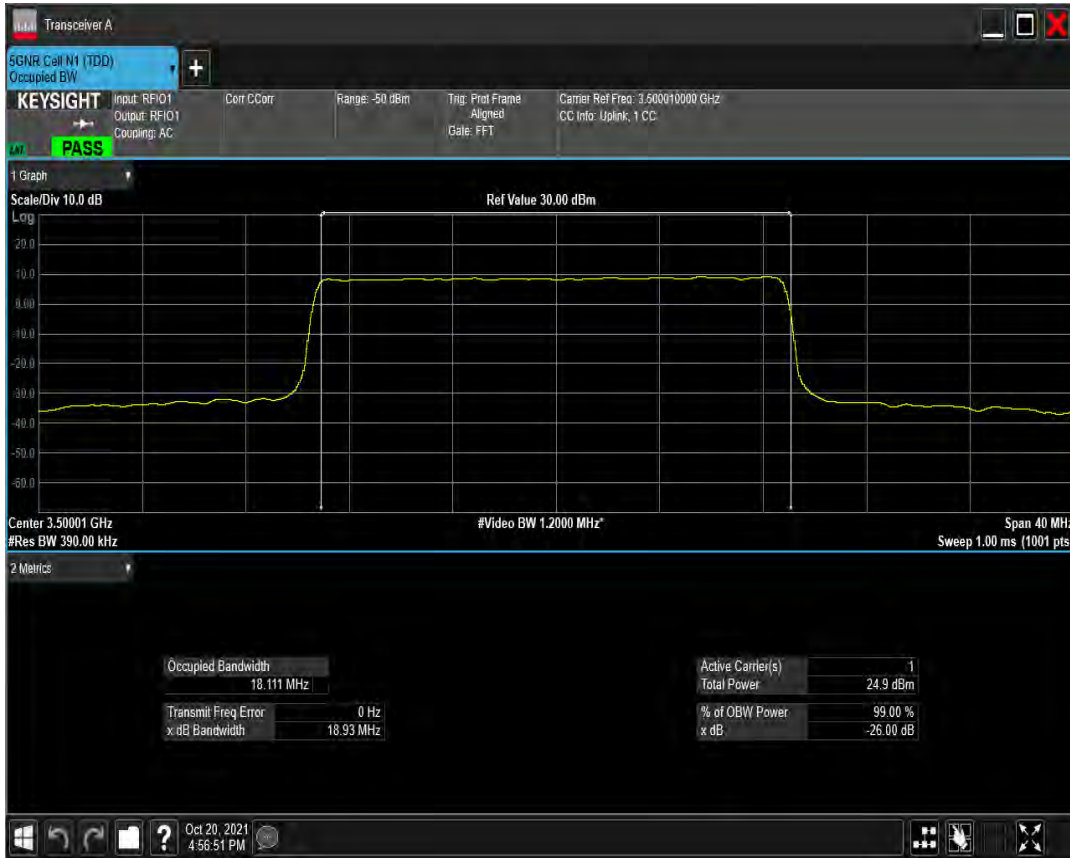 Transceiver A
5GNR Cell N1 (TDD)
Occupied BW
+
KEYSIGHT
Input: RFIO1
Output: RFIO1
Coupling: AC
Corr CCorr
Range: -50 dBm
Trig: Prot Frame
Aligned
Gate: FFT
Carrier Ref Freq: 3.500010000 GHz
CC Info: Uplink, 1 CC
PASS
1 Graph
Scale/Div 10.0 dB
Ref Value 30.00 dBm
Log
20.0
10.0
0.00
-10.0
-20.0
-30.0
-40.0
-50.0
-60.0
Center 3.50001 GHz
#Video BW 1.2000 MHz*
Span 40 MHz
#Res BW 390.00 kHz
Sweep 1.00 ms (1001 pts
2 Metrics
Occupied Bandwidth
18.111 MHz
Transmit Freq Error 0 Hz
x dB Bandwidth 18.93 MHz
Active Carrier(s) 1
Total Power 24.9 dBm
% of OBW Power 99.00 %
x dB -26.00 dB
?
Oct 20, 2021
4:56:51 PM